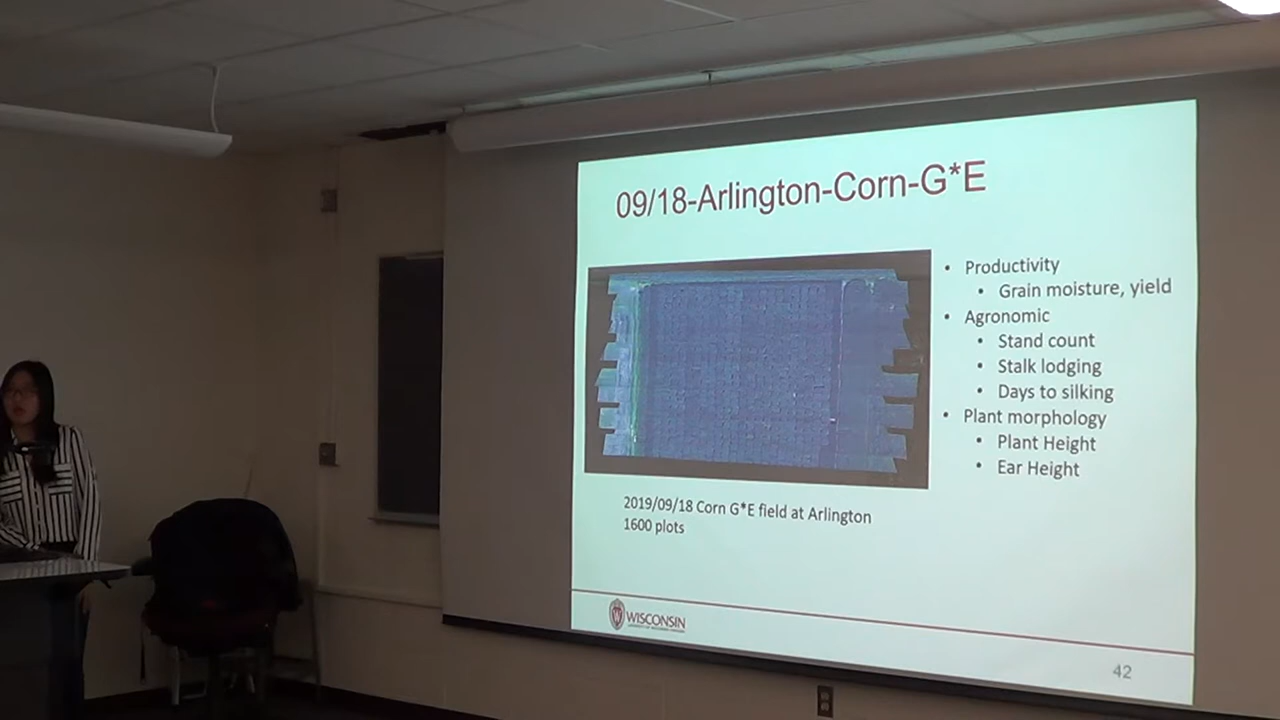 09/18-Arlington-Corn-G*E
• Productivity
• Grain moisture, yield
• Agronomic
• Stand count
• Stalk lodging
• Days to silking
• Plant morphology
• Plant Height
• Ear Height
2019/09/18 Corn G*E field at Arlington
1600 plots
W
WISCONSIN
42